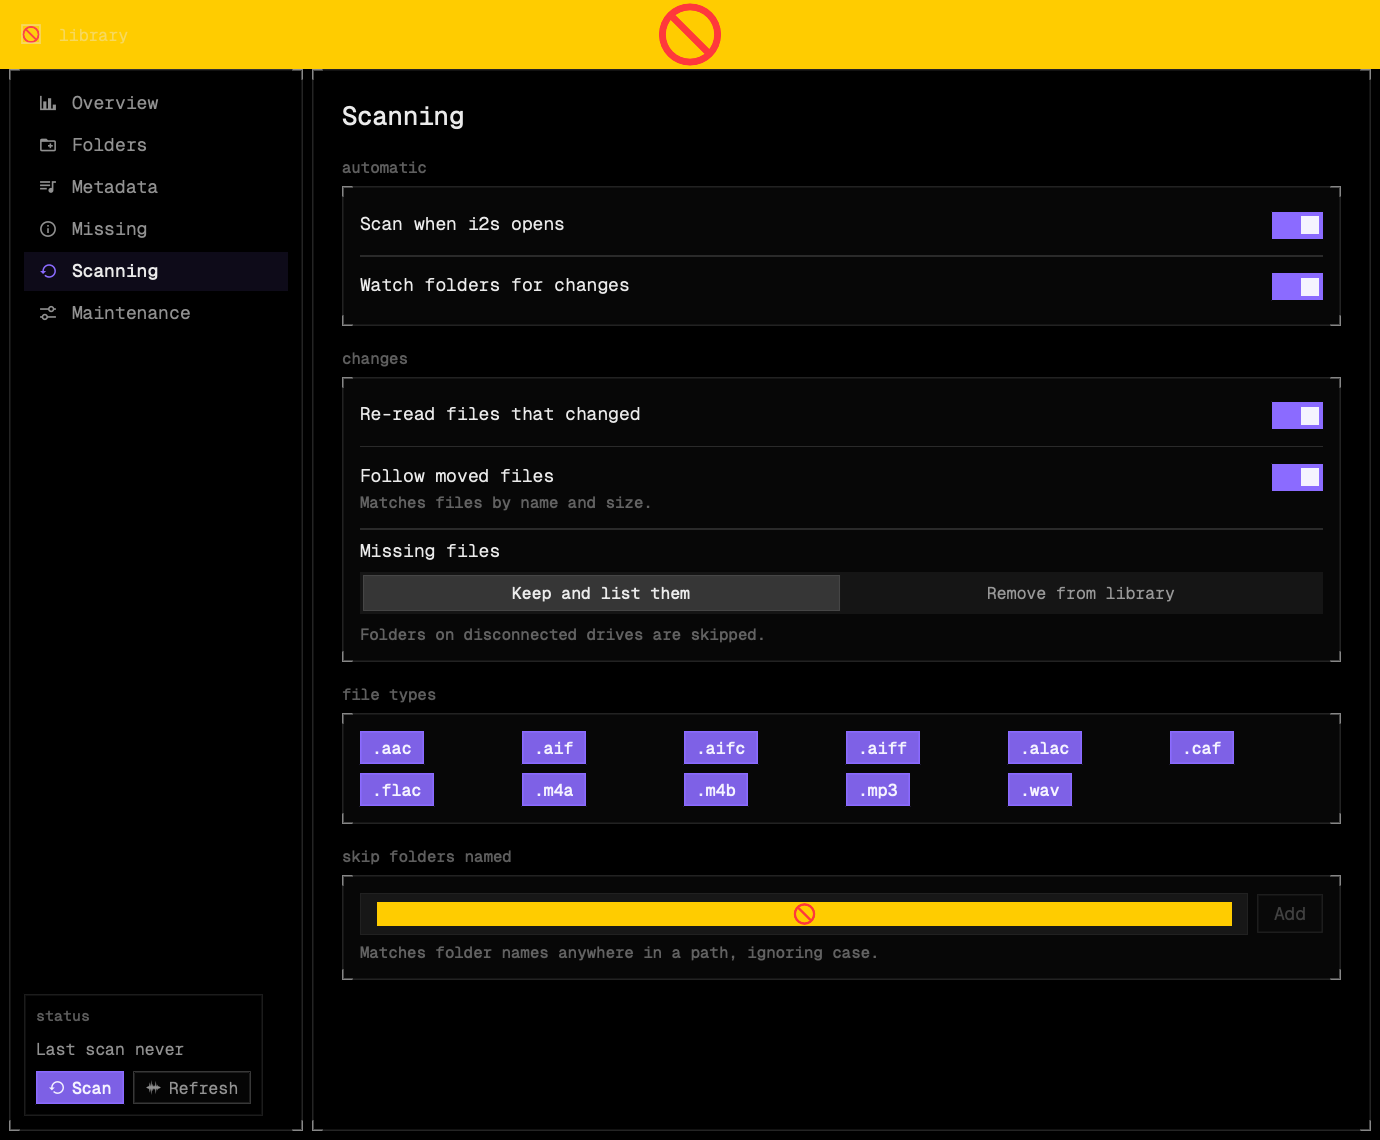 library
Overview
Folders
Metadata
Missing
Scanning
Maintenance
status
Last scan never
Scan
Refresh
Scanning
automatic
Scan when i2s opens
Watch folders for changes
changes
Re-read files that changed
Follow moved files
Matches files by name and size.
Missing files
Keep and list them
Remove from library
Folders on disconnected drives are skipped.
file types
.aac .aif .aifc .aiff .alac .caf
.flac .m4a .m4b .mp3 .wav
skip folders named
Add
Matches folder names anywhere in a path, ignoring case.